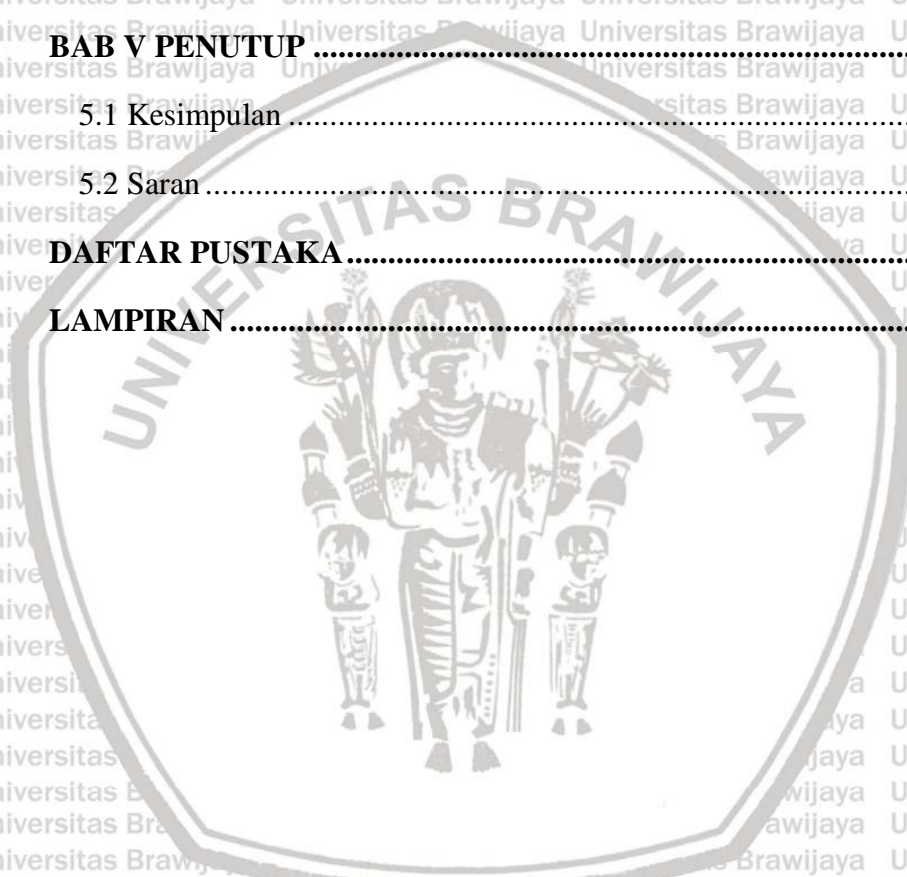 BAB V PENUTUP ........................................................................
5.1 Kesimpulan ...........................................................................
5.2 Saran .....................................................................................
DAFTAR PUSTAKA ....................................................................
LAMPIRAN ..................................................................................
UNIVERSITAS BRAWIJAYA